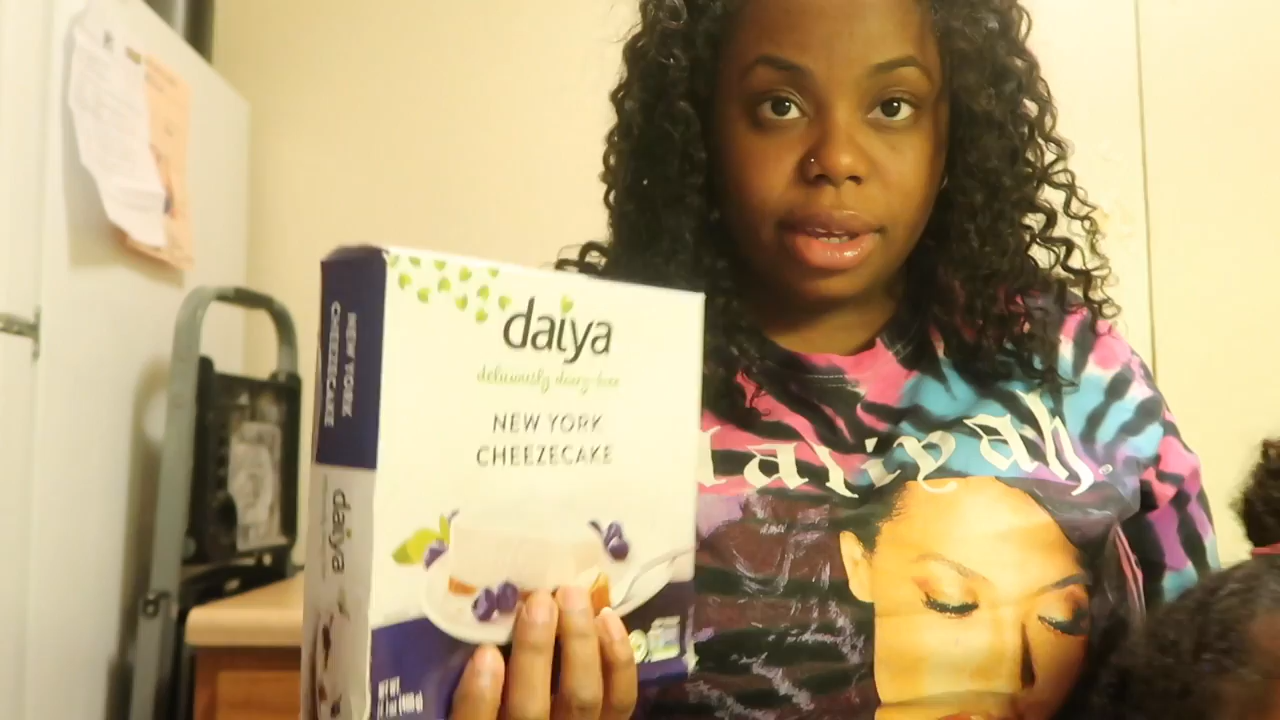 daiya
deliciously dairy-free
NEW YORK
CHEEZECAKE
NEW YORK
CHEEZECAKE
daiya
aaliyah